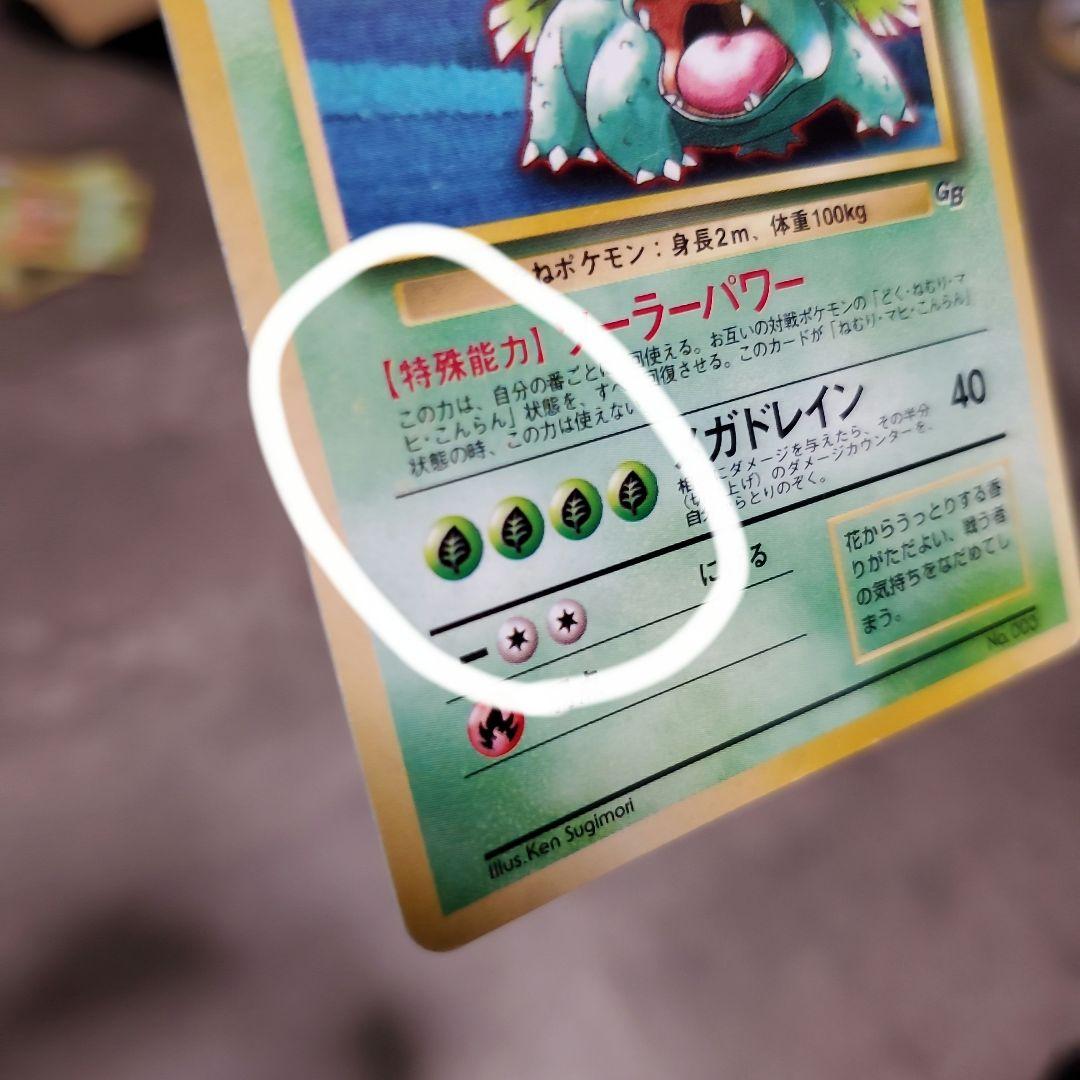 GB
ねポケモン：身長2m、体重100kg
【特殊能力】ソーラーパワー
この力は、自分の番ごとに 回使える。お互いの対戦ポケモンの「どく・ねむり・マ
ヒ・こんらん」状態を、すべ 回復させる。このカードが「ねむり・マヒ・こんらん」
状態の時、この力は使えない
ガドレイン 40
相 にダメージを与えたら、その半分
上げ）のダメージカウンターを、
自分 らとりのぞく。
に る
花からうっとりする香
りがただよい、戦う者
の気持ちをなだめてし
まう。
No.003
Illus.Ken Sugimori